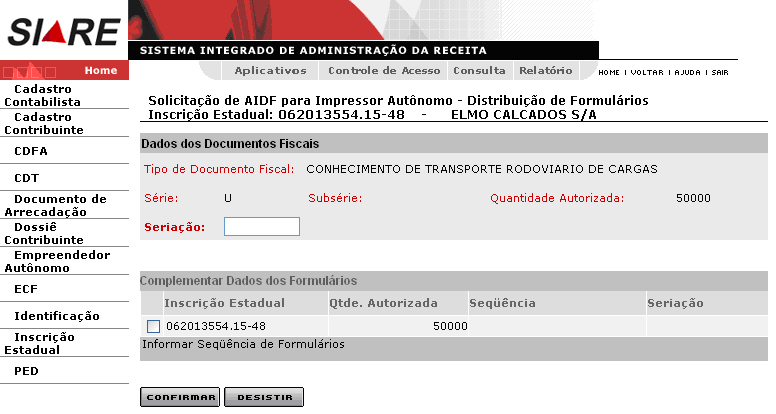 SIARE
SISTEMA INTEGRADO DE ADMINISTRAÇÃO DA RECEITA
Home
Aplicativos Controle de Acesso Consulta Relatório
HOME | VOLTAR | AJUDA | SAIR
Cadastro
Contabilista
Cadastro
Contribuinte
CDFA
CDT
Documento de
Arrecadação
Dossiê
Contribuinte
Empreendedor
Autônomo
ECF
Identificação
Inscrição
Estadual
PED
Solicitação de AIDF para Impressor Autônomo - Distribuição de Formulários
Inscrição Estadual: 062013554.15-48 - ELMO CALCADOS S/A
Dados dos Documentos Fiscais
Tipo de Documento Fiscal: CONHECIMENTO DE TRANSPORTE RODOVIARIO DE CARGAS
Série: U Subsérie: Quantidade Autorizada: 50000
Seriação:
Complementar Dados dos Formulários
Inscrição Estadual Qtde. Autorizada Seqüência Seriação
062013554.15-48 50000
Informar Seqüência de Formulários
CONFIRMAR DESISTIR